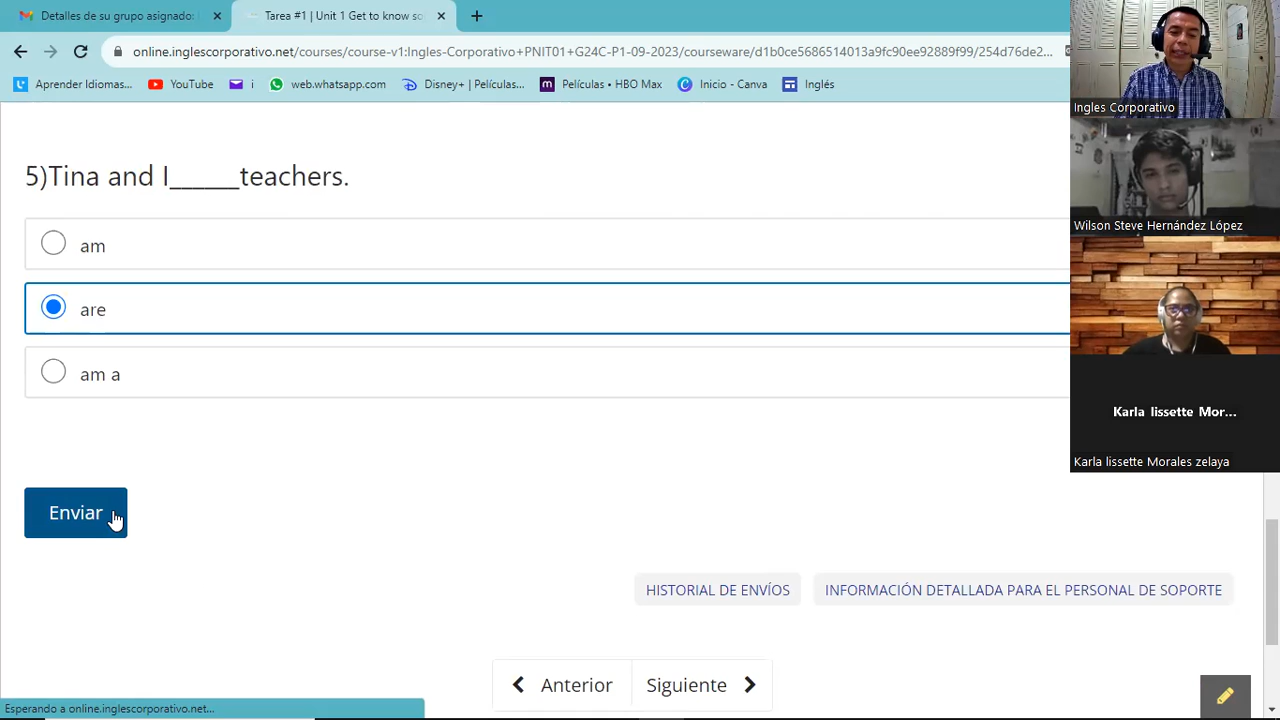 Detalles de su grupo asignado:
Tarea #1 | Unit 1 Get to know so
online.inglescorporativo.net/courses/course-v1:Ingles-Corporativo+PNIT01+G24C-P1-09-2023/courseware/
Aprender Idiomas...
YouTube
i
web.whatsapp.com
Disney+ | Películas...
Películas • HBO Max
Inicio - Canva
Inglés
5)Tina and I______teachers.
am
are
am a
Enviar
HISTORIAL DE ENVÍOS
INFORMACIÓN DETALLADA PARA EL PERSONAL DE SOPORTE
Anterior
Siguiente
Esperando a online.inglescorporativo.net...
Ingles Corporativo
Wilson Steve Hernández López
Karla lissette Mor...
Karla lissette Morales zelaya